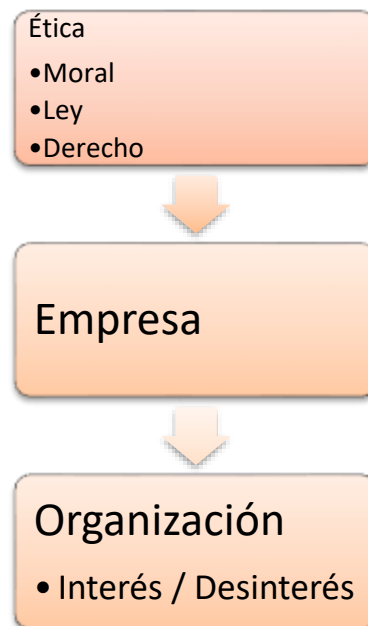 Ética
•Moral
•Ley
•Derecho
Empresa
Organización
• Interés / Desinterés